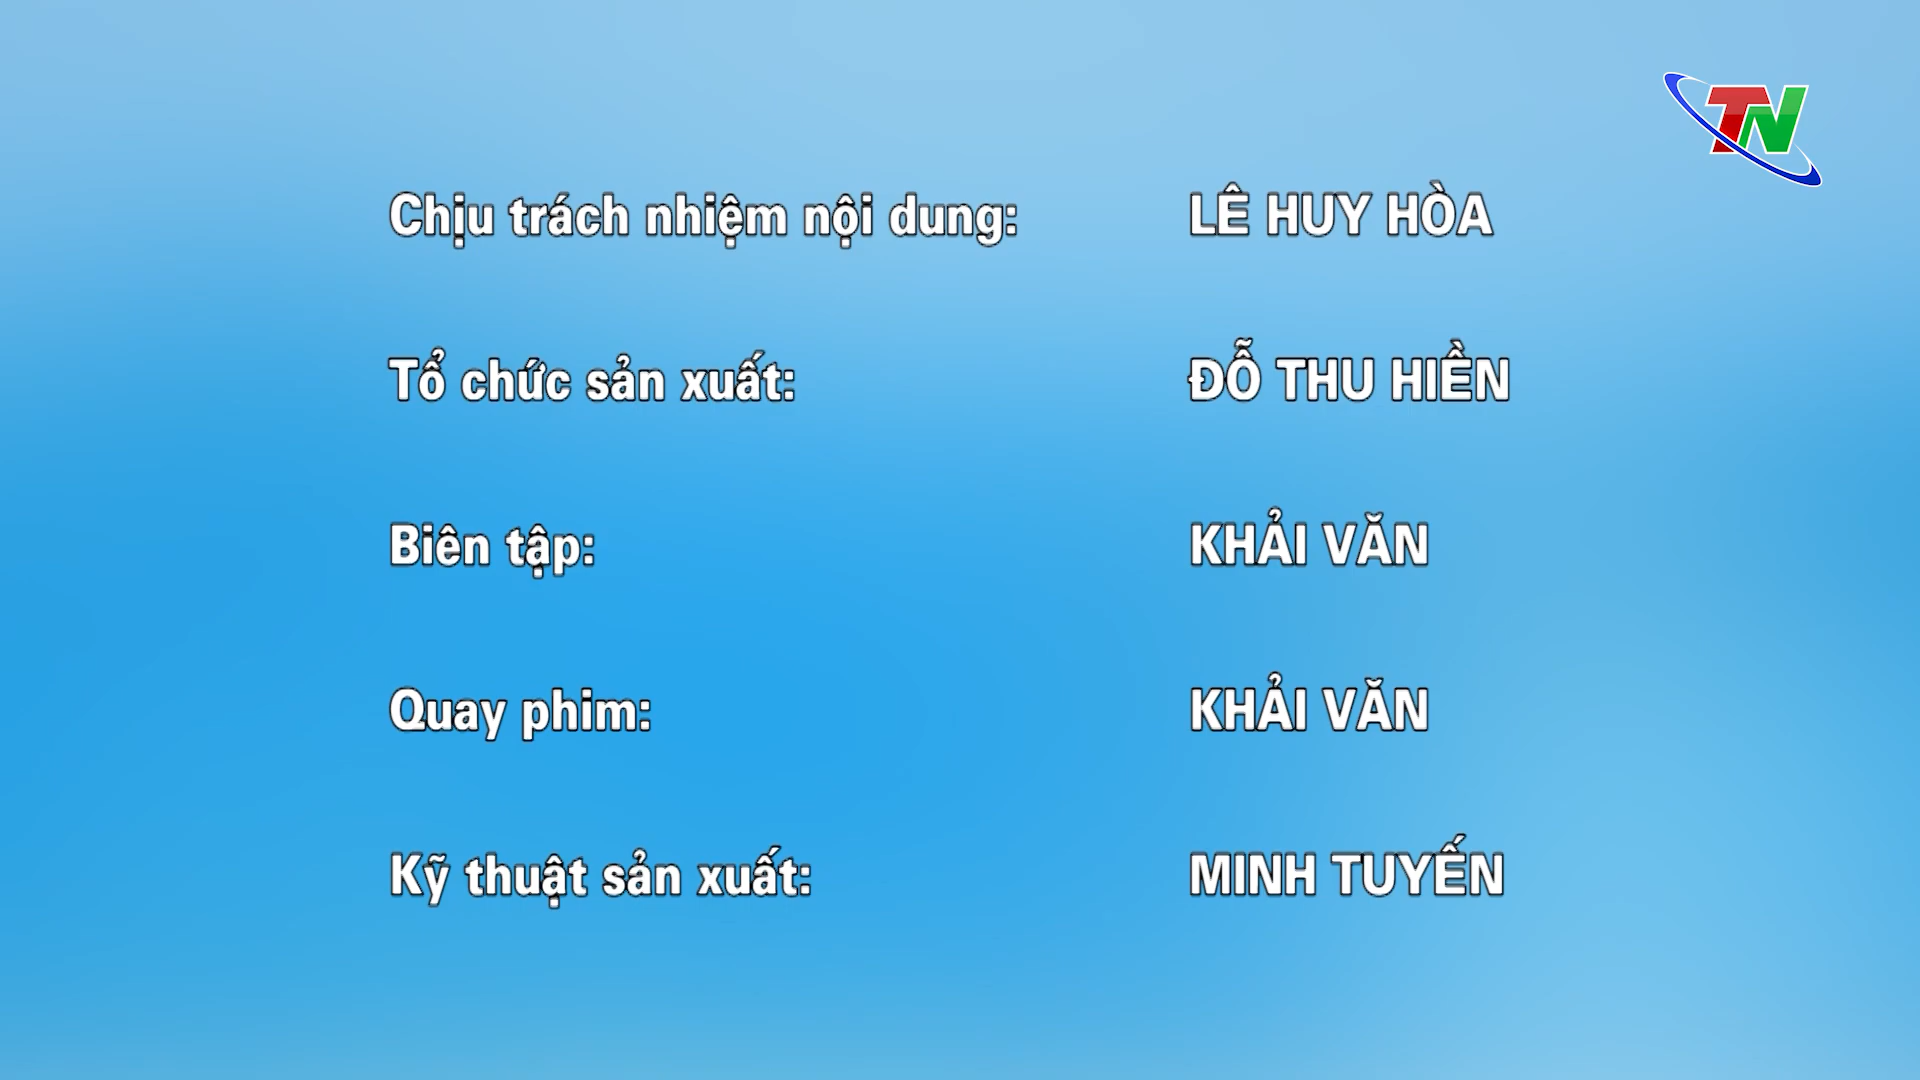 TN
Chịu trách nhiệm nội dung: LÊ HUY HÒA
Tổ chức sản xuất: ĐỖ THU HIỀN
Biên tập: KHẢI VĂN
Quay phim: KHẢI VĂN
Kỹ thuật sản xuất: MINH TUYẾN